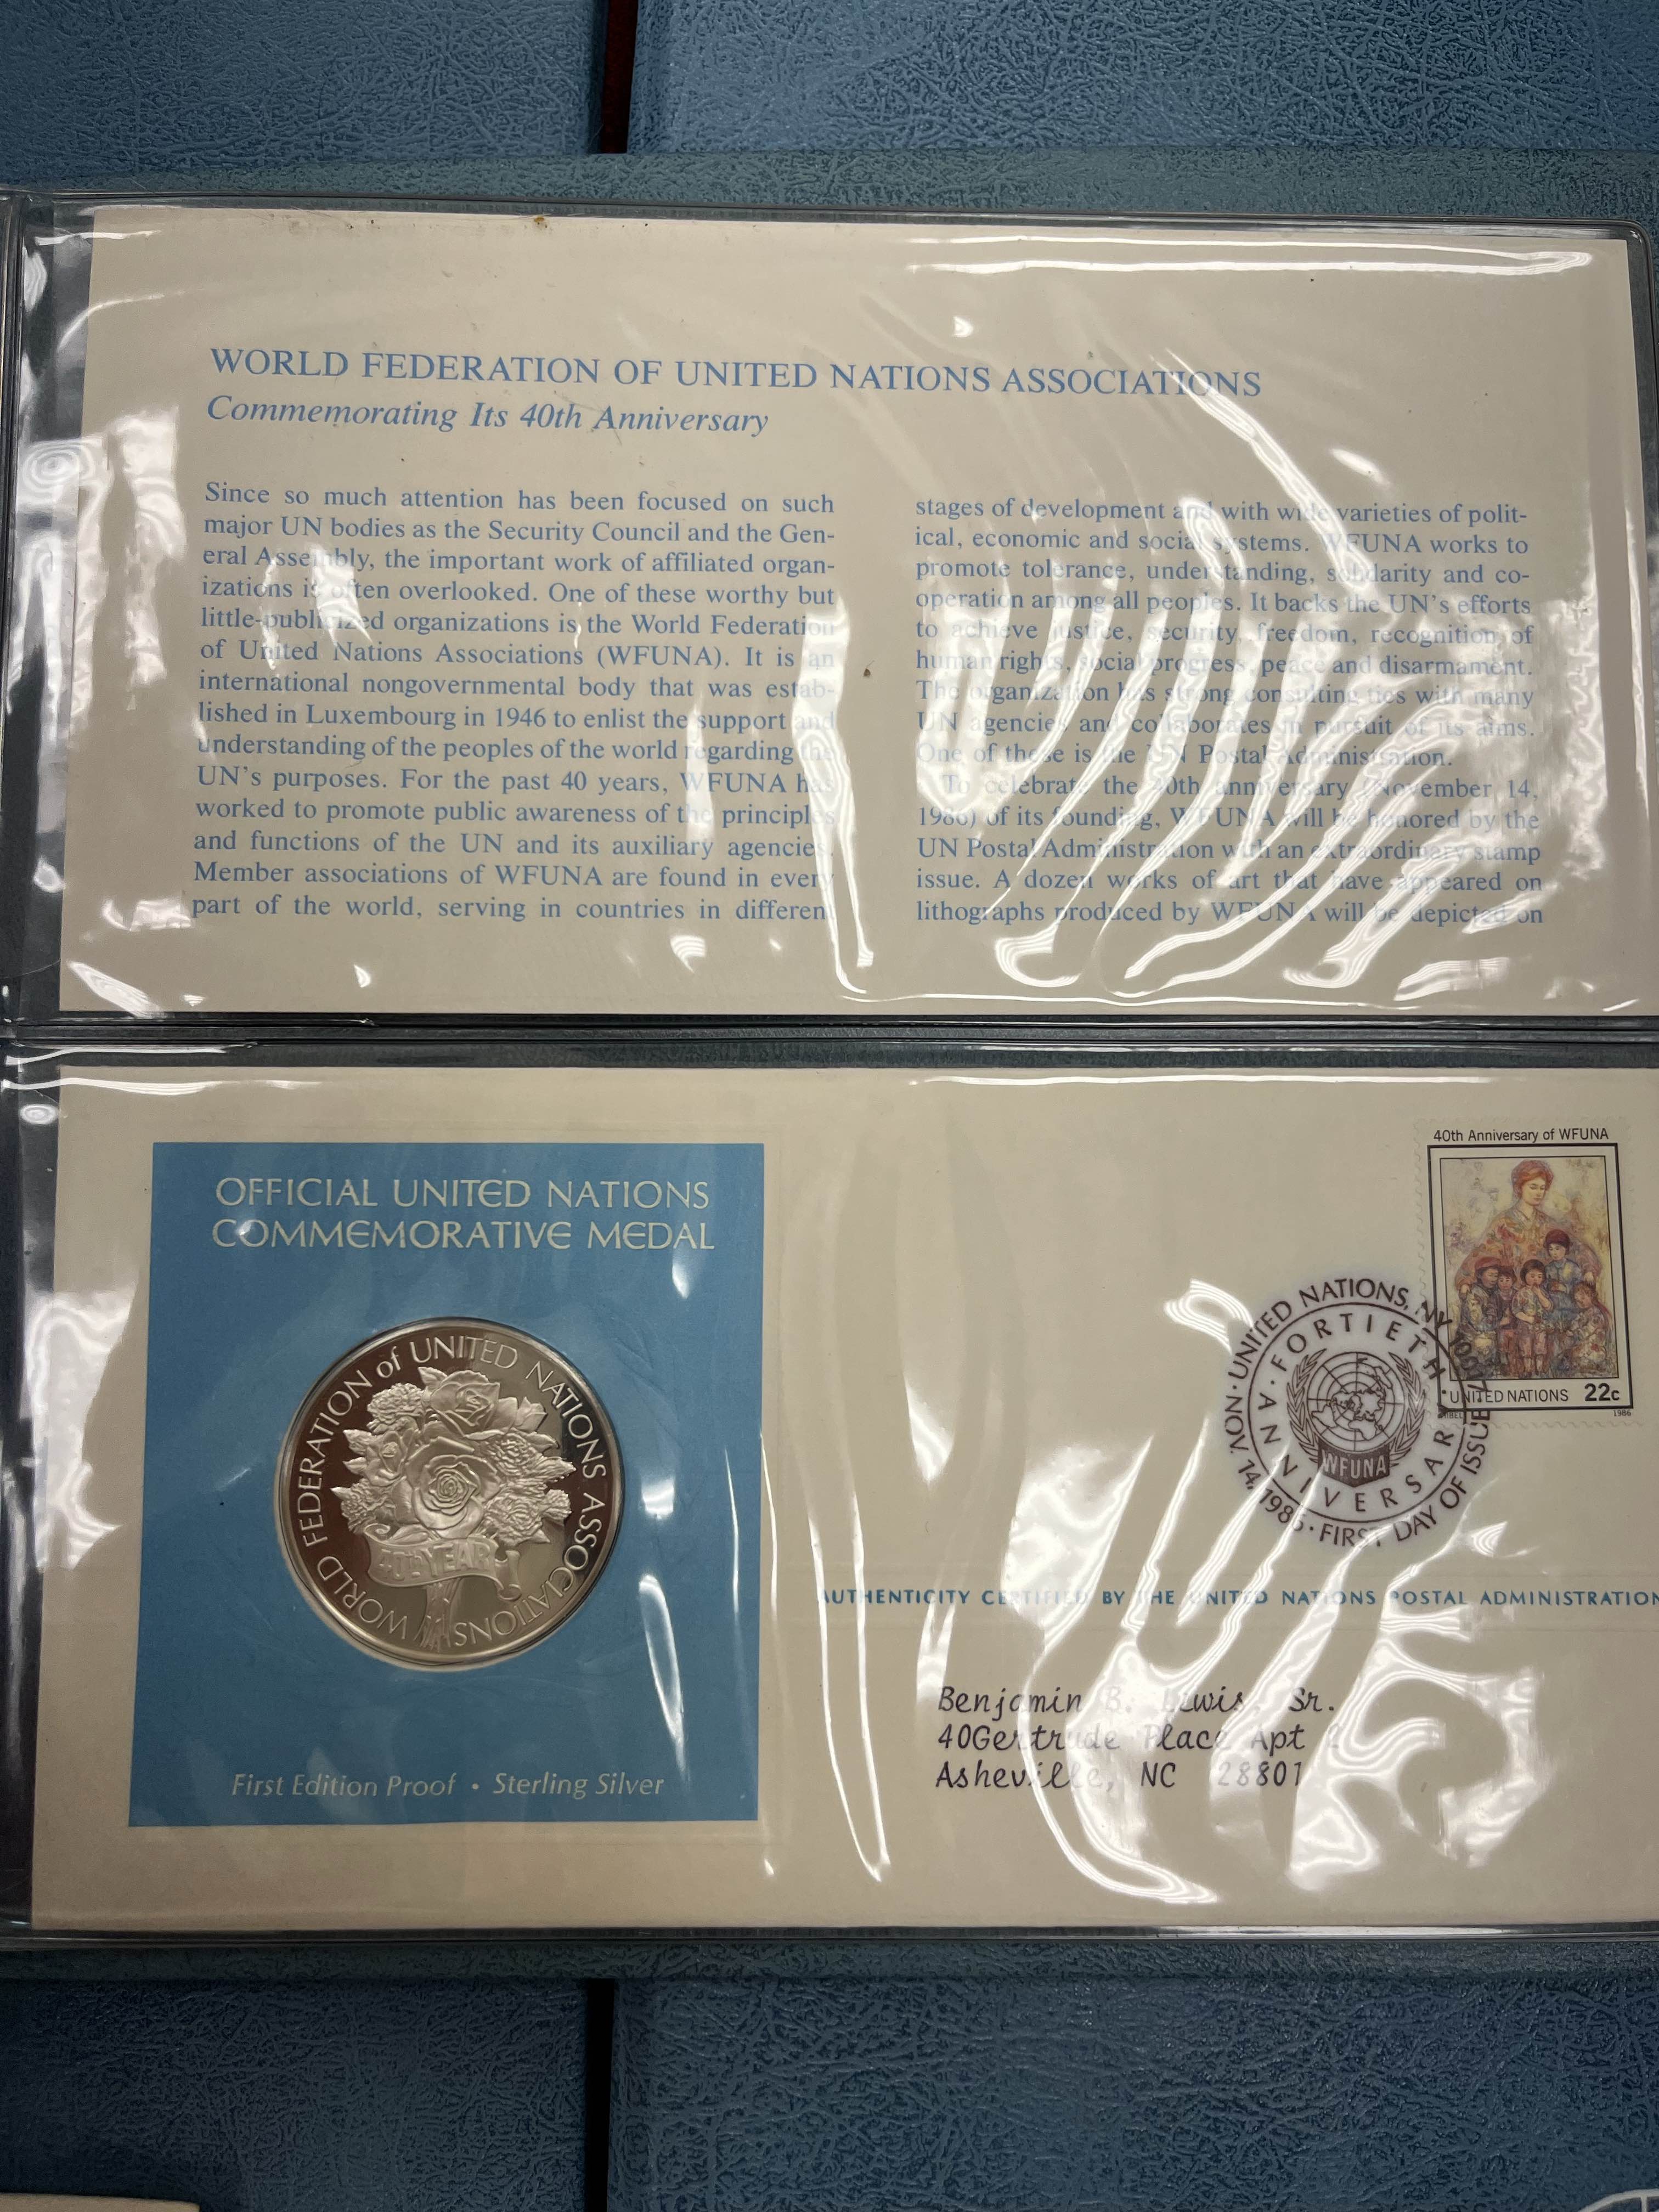 WORLD FEDERATION OF UNITED NATIONS ASSOCIATIONS
Commemorating Its 40th Anniversary
Since so much attention has been focused on such
major UN bodies as the Security Council and the Gen-
eral Assembly, the important work of affiliated organ-
izations is often overlooked. One of these worthy but
little-publicized organizations is the World Federation
of United Nations Associations (WFUNA). It is an
international nongovernmental body that was estab-
lished in Luxembourg in 1946 to enlist the support and
understanding of the peoples of the world regarding the
UN's purposes. For the past 40 years, WFUNA has
worked to promote public awareness of the principles
and functions of the UN and its auxiliary agencies.
Member associations of WFUNA are found in every
part of the world, serving in countries in different
stages of development and with wide varieties of polit-
ical, economic and social systems. WFUNA works to
promote tolerance, understanding, solidarity and co-
operation among all peoples. It backs the UN's efforts
to achieve justice, security, freedom, recognition of
human rights, social progress, peace and disarmament.
The organization has strong consulting ties with many
UN agencies and collaborates in pursuit of its aims.
One of these is the UN Postal Administration.
To celebrate the 40th anniversary (November 14,
1986) of its founding, WFUNA will be honored by the
UN Postal Administration with an extraordinary stamp
issue. A dozen works of art that have appeared on
lithographs produced by WFUNA will be depicted on
OFFICIAL UNITED NATIONS
COMMEMORATIVE MEDAL
WORLD FEDERATION of UNITED NATIONS ASSOCIATIONS
40th YEAR
First Edition Proof • Sterling Silver
40th Anniversary of WFUNA
UNITED NATIONS 22c
1986
UNITED NATIONS, NY
NOV. 14, 1986 · FIRST DAY OF ISSUE
FORTIETH
ANNIVERSARY
WFUNA
AUTHENTICITY CERTIFIED BY THE UNITED NATIONS POSTAL ADMINISTRATION
Benjamin B. Lewis, Sr.
40Gertrude Place Apt 2
Asheville, NC 28801